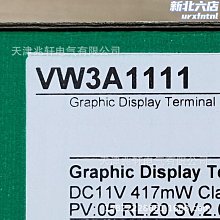 新北六店
urxfntnl
VW3A1111
Graphic Display Terminal
天津兆轩电气有限公司
Graphic Display Te
DC11V 417mW Cla
PV:05 RL:20 SV:2.